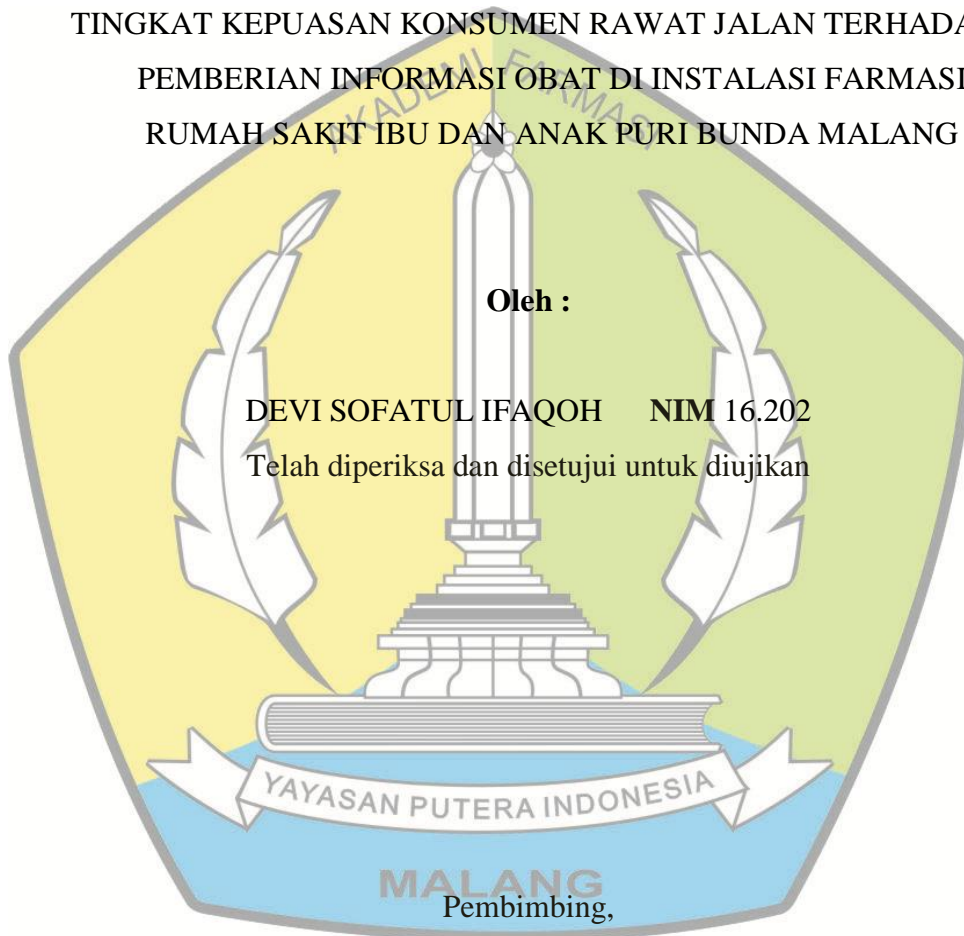 TINGKAT KEPUASAN KONSUMEN RAWAT JALAN TERHADA
PEMBERIAN INFORMASI OBAT DI INSTALASI FARMASI
RUMAH SAKIT IBU DAN ANAK PURI BUNDA MALANG
AKADEMI FARMASI
Oleh :
DEVI SOFATUL IFAQOH NIM 16.202
Telah diperiksa dan disetujui untuk diujikan
YAYASAN PUTERA INDONESIA
MALANG
Pembimbing,